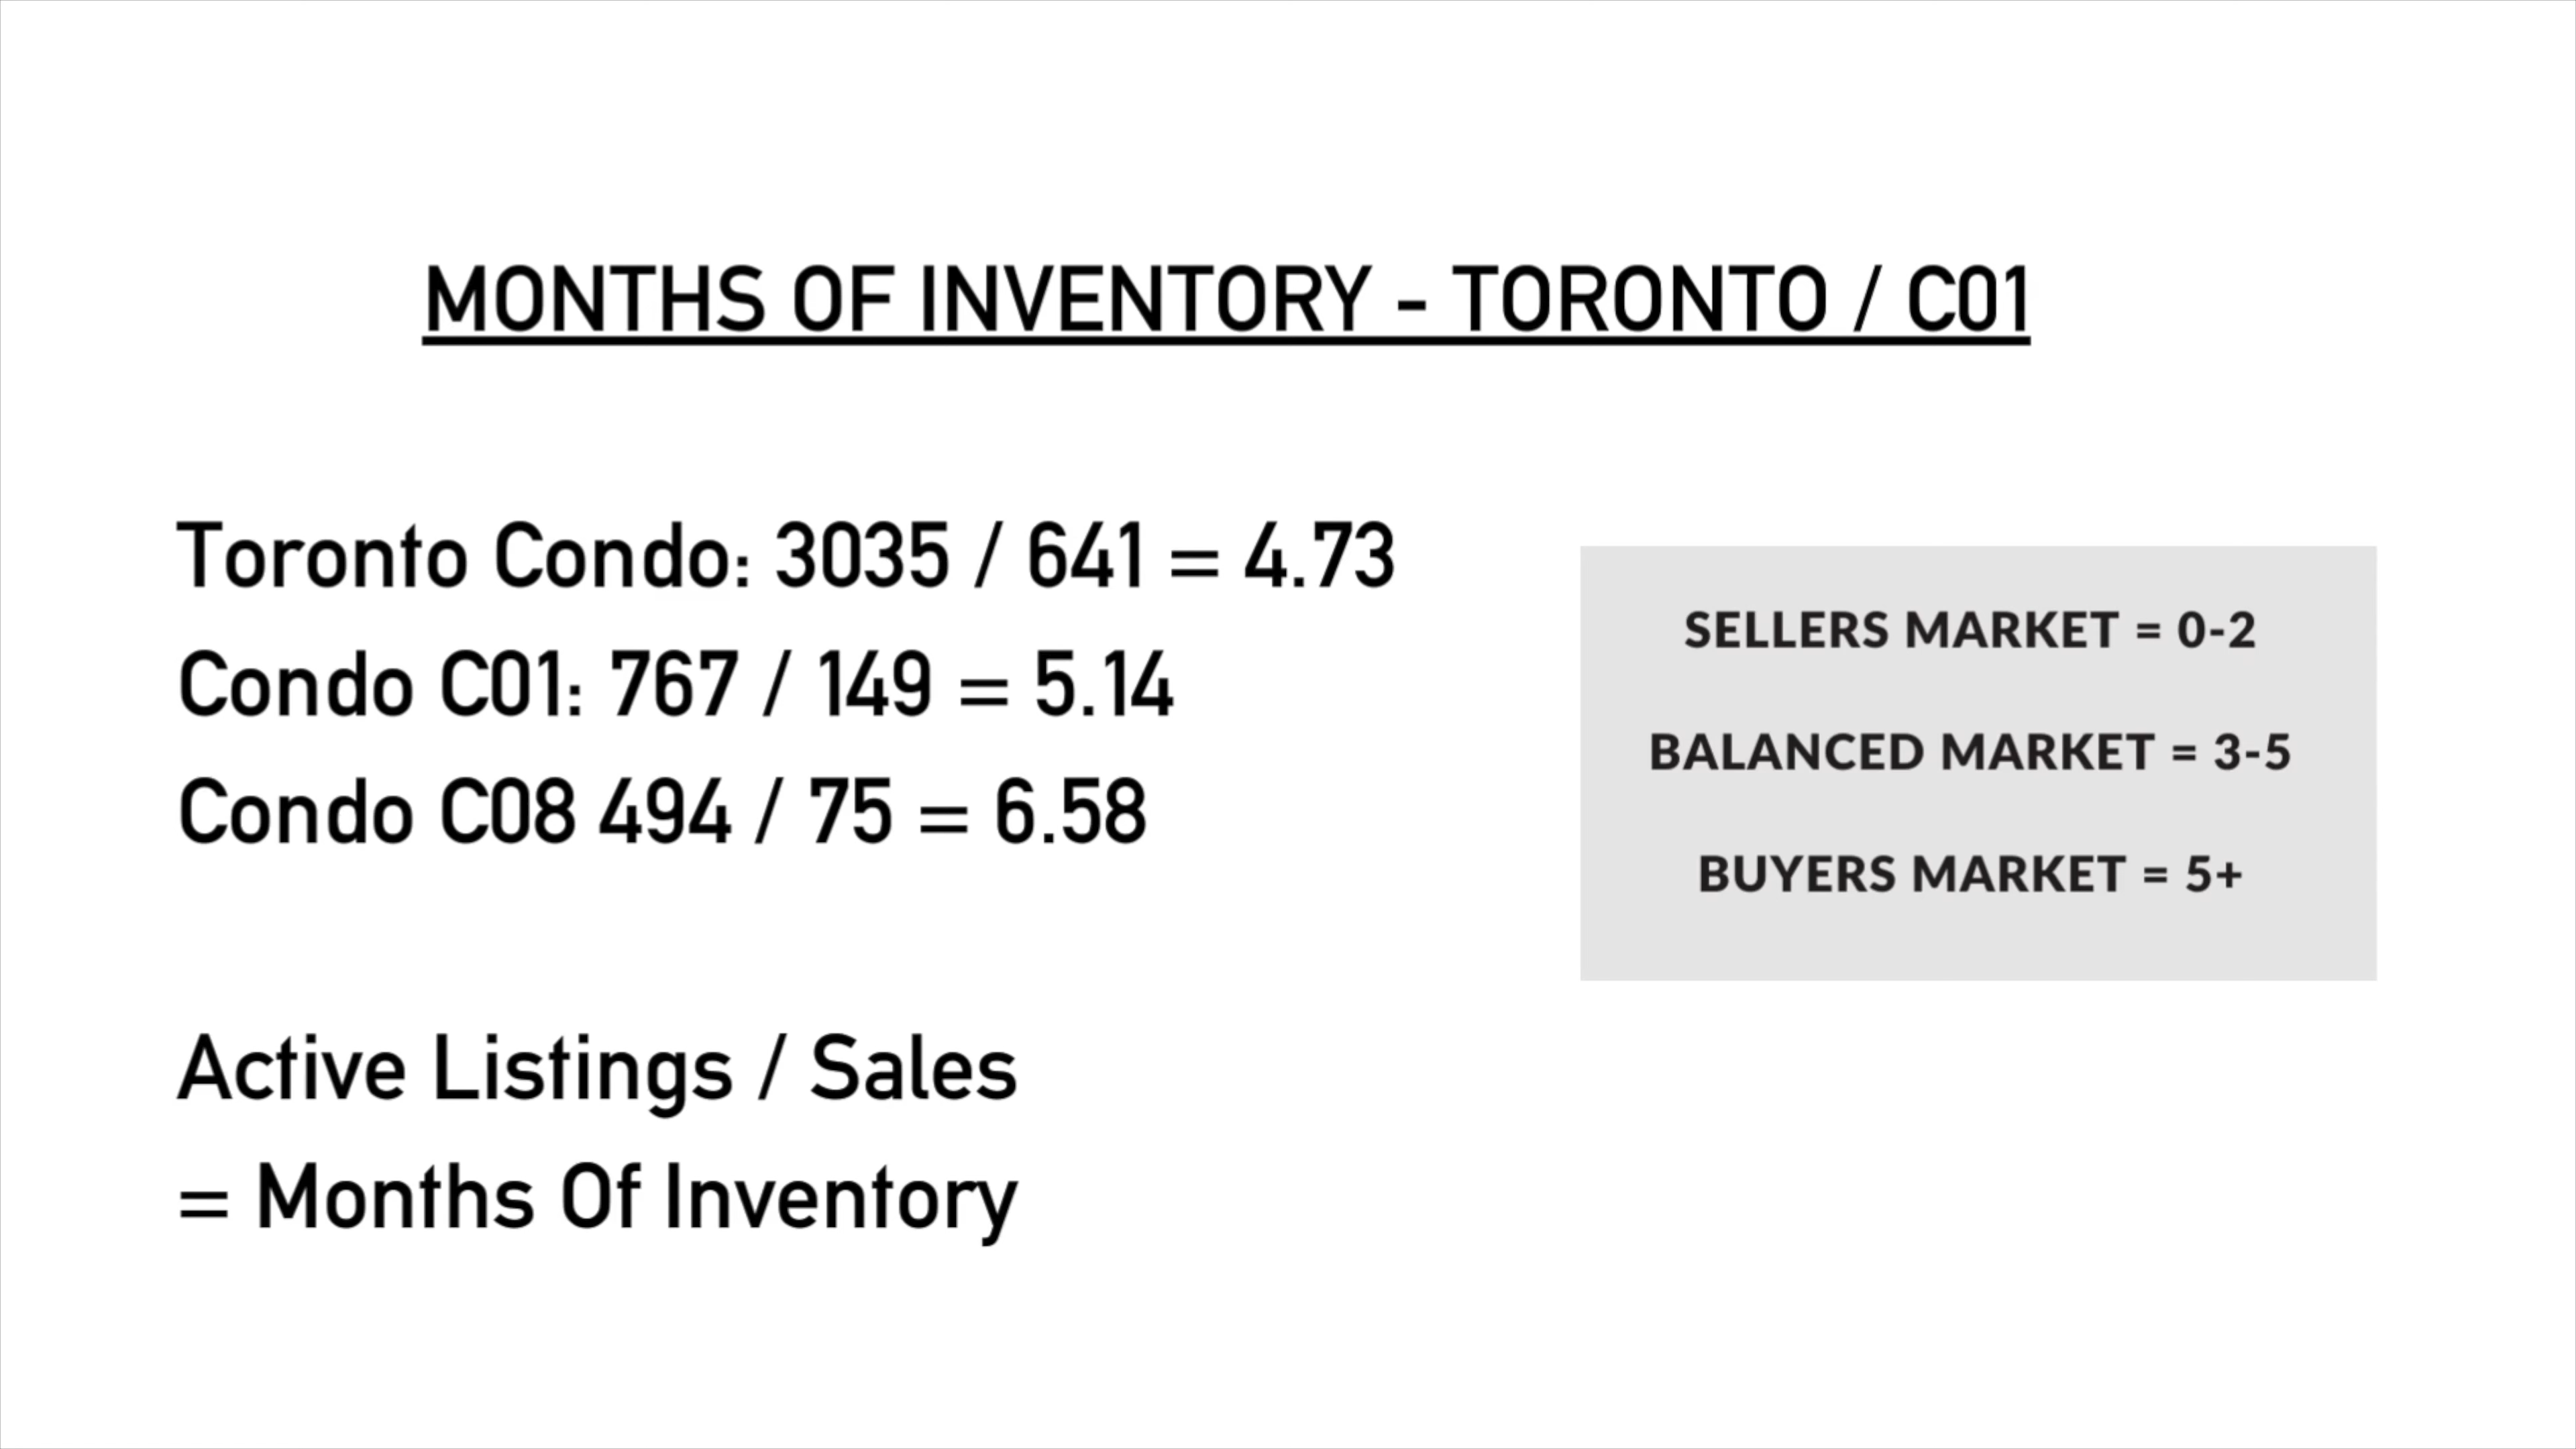 MONTHS OF INVENTORY - TORONTO / C01
Toronto Condo: 3035 / 641 = 4.73
Condo C01: 767 / 149 = 5.14
Condo C08 494 / 75 = 6.58
Active Listings / Sales
= Months Of Inventory
SELLERS MARKET = 0-2
BALANCED MARKET = 3-5
BUYERS MARKET = 5+